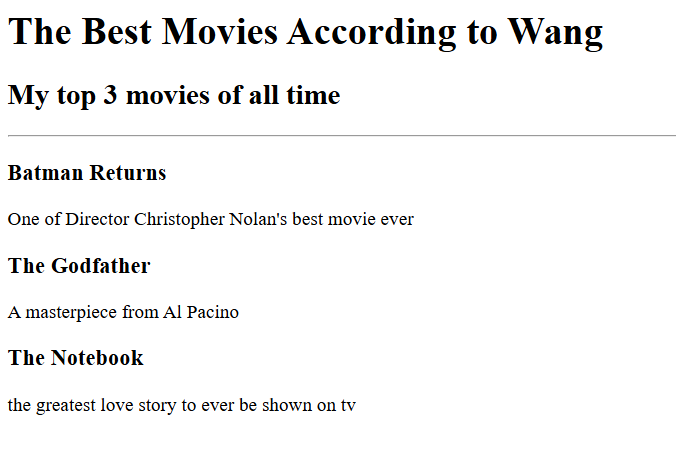 The Best Movies According to Wang
My top 3 movies of all time
Batman Returns
One of Director Christopher Nolan's best movie ever
The Godfather
A masterpiece from Al Pacino
The Notebook
the greatest love story to ever be shown on tv